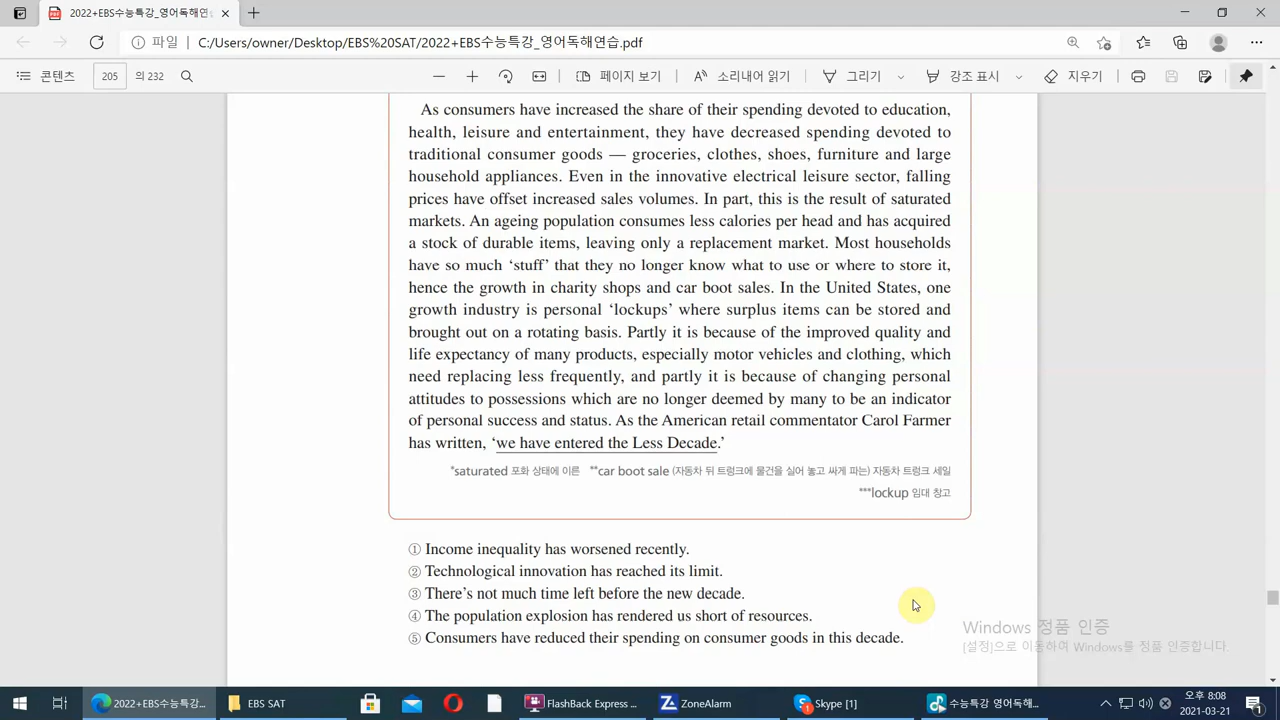 2022+EBS수능특강_영어독해연습
파일 C:/Users/owner/Desktop/EBS%20SAT/2022+EBS수능특강_영어독해연습.pdf
콘텐츠 205 의 232 페이지 보기 소리내어 읽기 그리기 강조 표시 지우기
As consumers have increased the share of their spending devoted to education,
health, leisure and entertainment, they have decreased spending devoted to
traditional consumer goods — groceries, clothes, shoes, furniture and large
household appliances. Even in the innovative electrical leisure sector, falling
prices have offset increased sales volumes. In part, this is the result of saturated
markets. An ageing population consumes less calories per head and has acquired
a stock of durable items, leaving only a replacement market. Most households
have so much ‘stuff’ that they no longer know what to use or where to store it,
hence the growth in charity shops and car boot sales. In the United States, one
growth industry is personal ‘lockups’ where surplus items can be stored and
brought out on a rotating basis. Partly it is because of the improved quality and
life expectancy of many products, especially motor vehicles and clothing, which
need replacing less frequently, and partly it is because of changing personal
attitudes to possessions which are no longer deemed by many to be an indicator
of personal success and status. As the American retail commentator Carol Farmer
has written, ‘we have entered the Less Decade.’
*saturated 포화 상태에 이른 **car boot sale (자동차 뒤 트렁크에 물건을 실어 놓고 싸게 파는) 자동차 트렁크 세일
***lockup 임대 창고
① Income inequality has worsened recently.
② Technological innovation has reached its limit.
③ There’s not much time left before the new decade.
④ The population explosion has rendered us short of resources.
⑤ Consumers have reduced their spending on consumer goods in this decade.
Windows 정품 인증
[설정]으로 이동하여 Windows를 정품 인증합니다.
2022+EBS수능특강_... EBS SAT FlashBack Express ... ZoneAlarm Skype [1] 수능특강 영어독해... 오후 8:08
2021-03-21